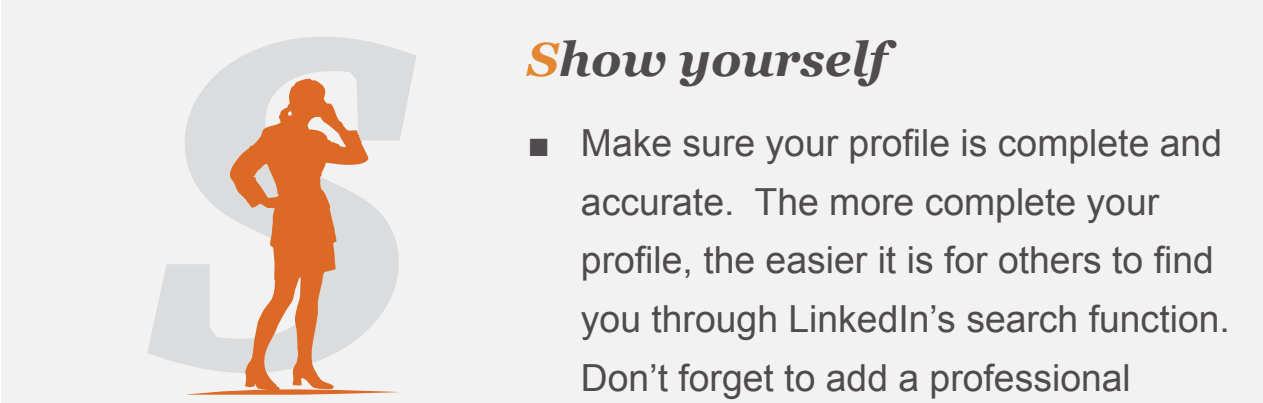 S
Show yourself
■ Make sure your profile is complete and
accurate.  The more complete your
profile, the easier it is for others to find
you through LinkedIn’s search function.
Don’t forget to add a professional